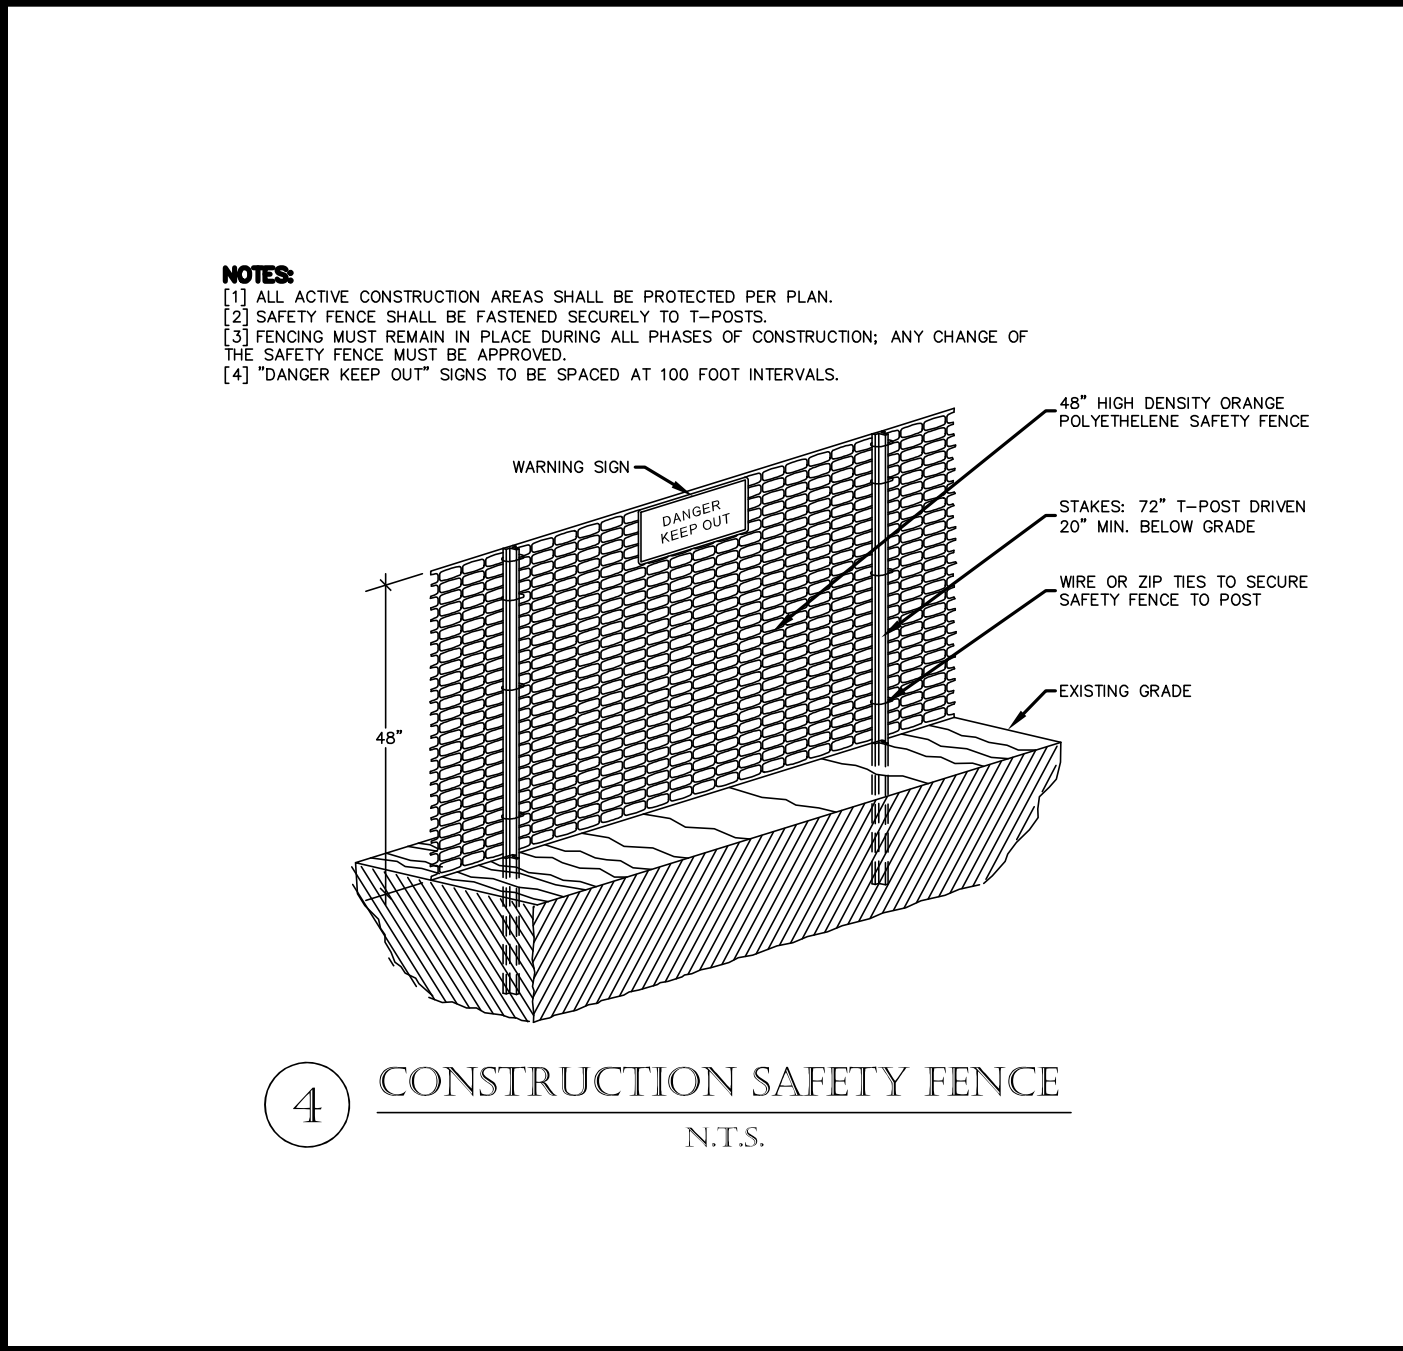 NOTES:
[1] ALL ACTIVE CONSTRUCTION AREAS SHALL BE PROTECTED PER PLAN.
[2] SAFETY FENCE SHALL BE FASTENED SECURELY TO T-POSTS.
[3] FENCING MUST REMAIN IN PLACE DURING ALL PHASES OF CONSTRUCTION; ANY CHANGE OF
THE SAFETY FENCE MUST BE APPROVED.
[4] "DANGER KEEP OUT" SIGNS TO BE SPACED AT 100 FOOT INTERVALS.
48" HIGH DENSITY ORANGE
POLYETHELENE SAFETY FENCE
WARNING SIGN
DANGER
KEEP OUT
STAKES: 72" T-POST DRIVEN
20" MIN. BELOW GRADE
WIRE OR ZIP TIES TO SECURE
SAFETY FENCE TO POST
EXISTING GRADE
48"
4
CONSTRUCTION SAFETY FENCE
N.T.S.